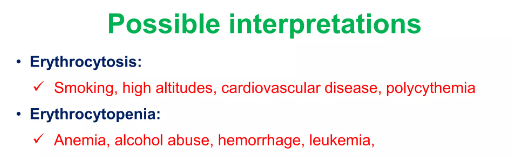 Possible interpretations
• Erythrocytosis:
✓ Smoking, high altitudes, cardiovascular disease, polycythemia
• Erythrocytopenia:
✓ Anemia, alcohol abuse, hemorrhage, leukemia,